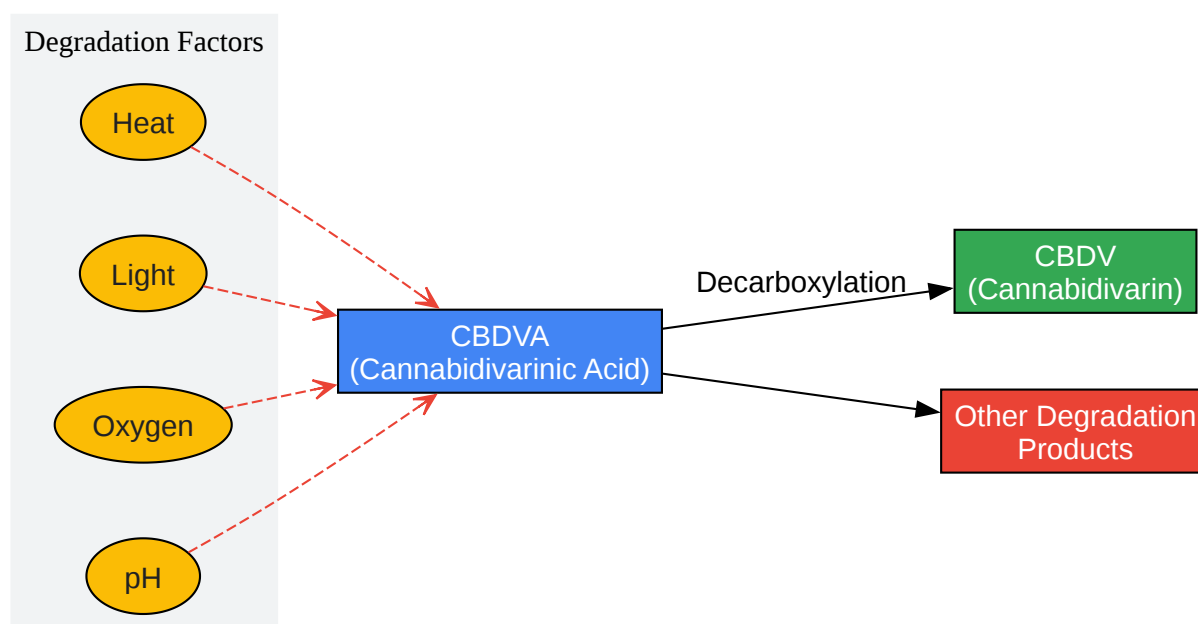 Degradation Factors
Heat
Light
Oxygen
pH
CBDVA
(Cannabidivarinic Acid)
Decarboxylation
CBDV
(Cannabidivarin)
Other Degradation
Products